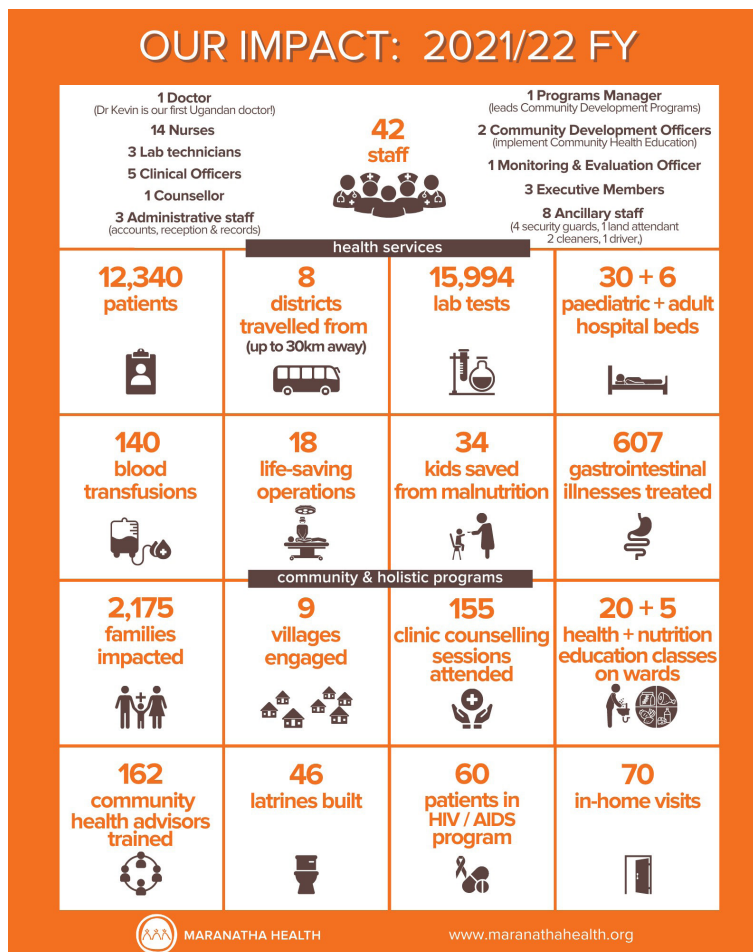 OUR IMPACT: 2021/22 FY
1 Doctor
(Dr Kevin is our first Ugandan doctor!)
14 Nurses
3 Lab technicians
5 Clinical Officers
1 Counsellor
3 Administrative staff
(accounts, reception & records)
42
staff
1 Programs Manager
(leads Community Development Programs)
2 Community Development Officers
(implement Community Health Education)
1 Monitoring & Evaluation Officer
3 Executive Members
8 Ancillary staff
(4 security guards, 1 land attendant
2 cleaners, 1 driver,)
health services
12,340
patients
8
districts
travelled from
(up to 30km away)
15,994
lab tests
30 + 6
paediatric + adult
hospital beds
140
blood
transfusions
18
life-saving
operations
34
kids saved
from malnutrition
607
gastrointestinal
illnesses treated
community & holistic programs
2,175
families
impacted
9
villages
engaged
155
clinic counselling
sessions
attended
20 + 5
health + nutrition
education classes
on wards
162
community
health advisors
trained
46
latrines built
60
patients in
HIV / AIDS
program
70
in-home visits
MARANATHA HEALTH
www.maranathahealth.org